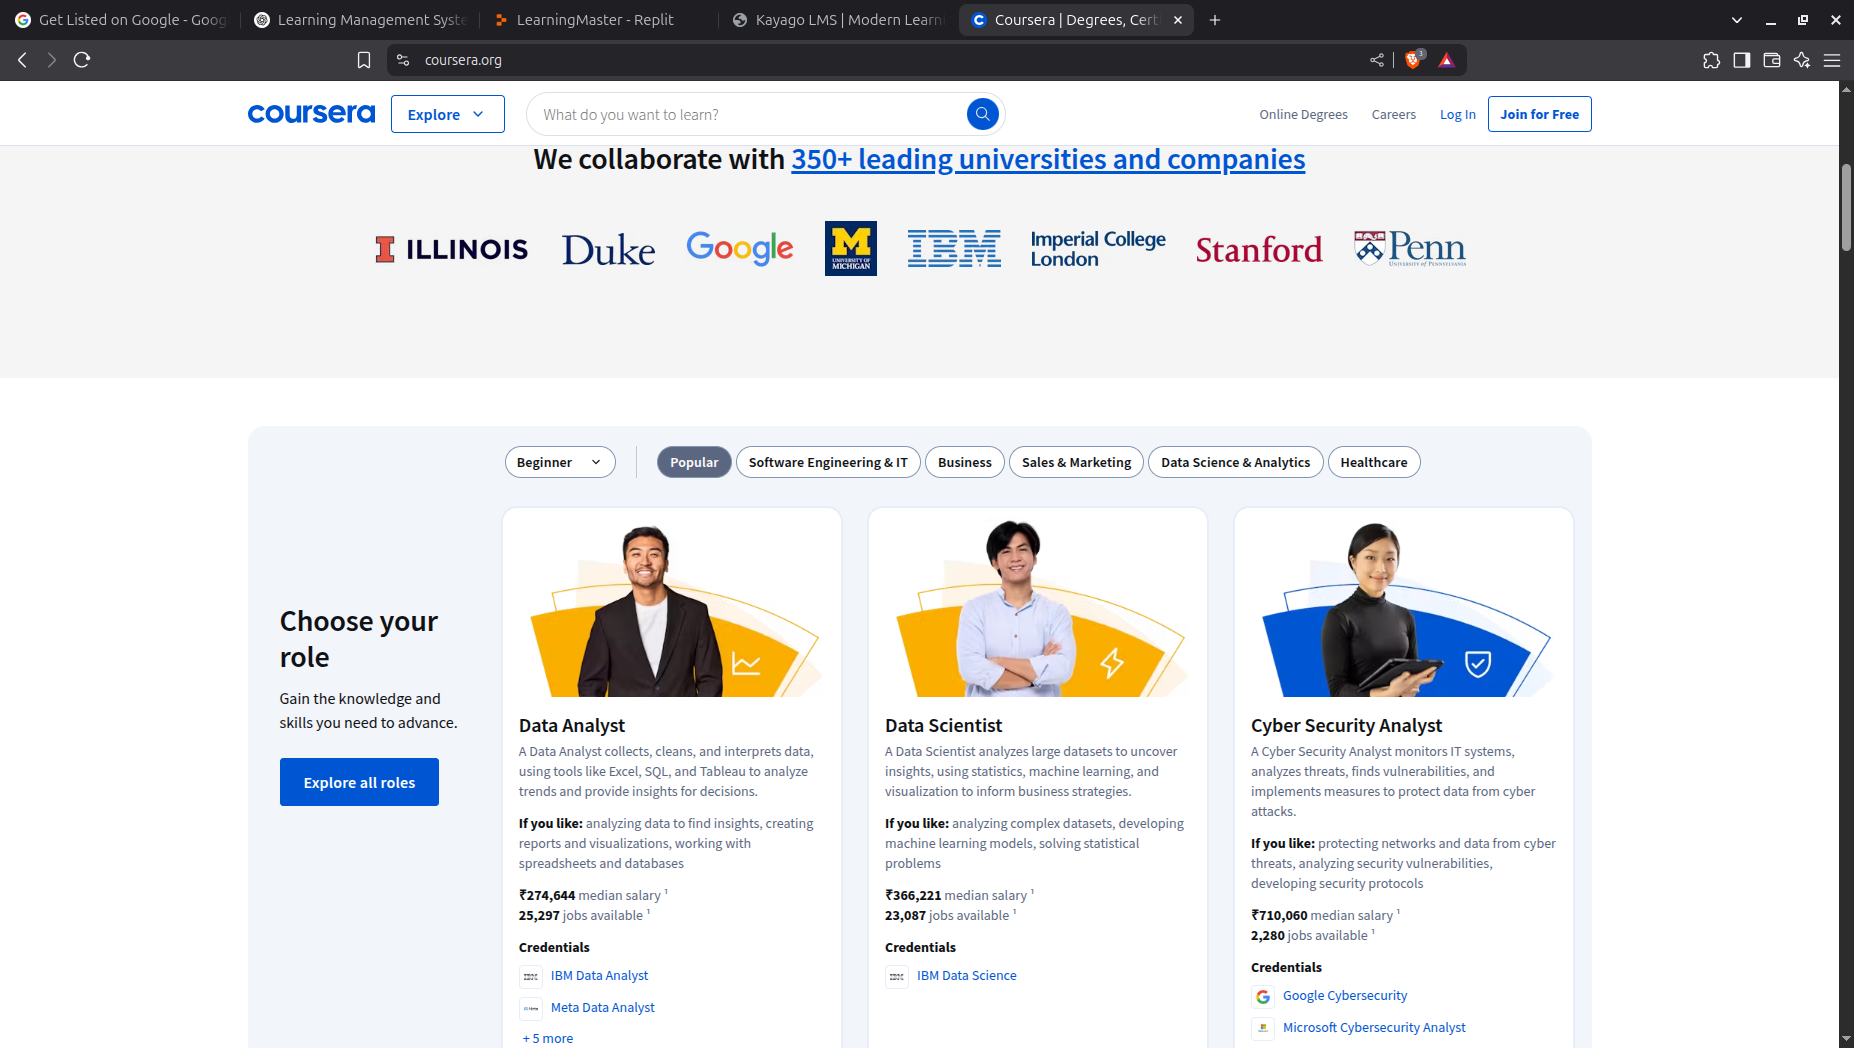 Get Listed on Google - Goog
Learning Management Syste
LearningMaster - Replit
Kayago LMS | Modern Learni
Coursera | Degrees, Cert
coursera.org
3
coursera
Explore
What do you want to learn?
Online Degrees
Careers
Log In
Join for Free
We collaborate with 350+ leading universities and companies
I ILLINOIS
Duke
Google
M
UNIVERSITY OF
MICHIGAN
IBM
Imperial College
London
Stanford
Penn
UNIVERSITY of PENNSYLVANIA
Beginner
Popular
Software Engineering & IT
Business
Sales & Marketing
Data Science & Analytics
Healthcare
Choose your
role
Gain the knowledge and
skills you need to advance.
Explore all roles
Data Analyst
A Data Analyst collects, cleans, and interprets data,
using tools like Excel, SQL, and Tableau to analyze
trends and provide insights for decisions.
If you like: analyzing data to find insights, creating
reports and visualizations, working with
spreadsheets and databases
₹274,644 median salary ¹
25,297 jobs available ¹
Credentials
IBM
IBM Data Analyst
Meta
Meta Data Analyst
+ 5 more
Data Scientist
A Data Scientist analyzes large datasets to uncover
insights, using statistics, machine learning, and
visualization to inform business strategies.
If you like: analyzing complex datasets, developing
machine learning models, solving statistical
problems
₹366,221 median salary ¹
23,087 jobs available ¹
Credentials
IBM
IBM Data Science
Cyber Security Analyst
A Cyber Security Analyst monitors IT systems,
analyzes threats, finds vulnerabilities, and
implements measures to protect data from cyber
attacks.
If you like: protecting networks and data from cyber
threats, analyzing security vulnerabilities,
developing security protocols
₹710,060 median salary ¹
2,280 jobs available ¹
Credentials
Google Cybersecurity
Microsoft Cybersecurity Analyst